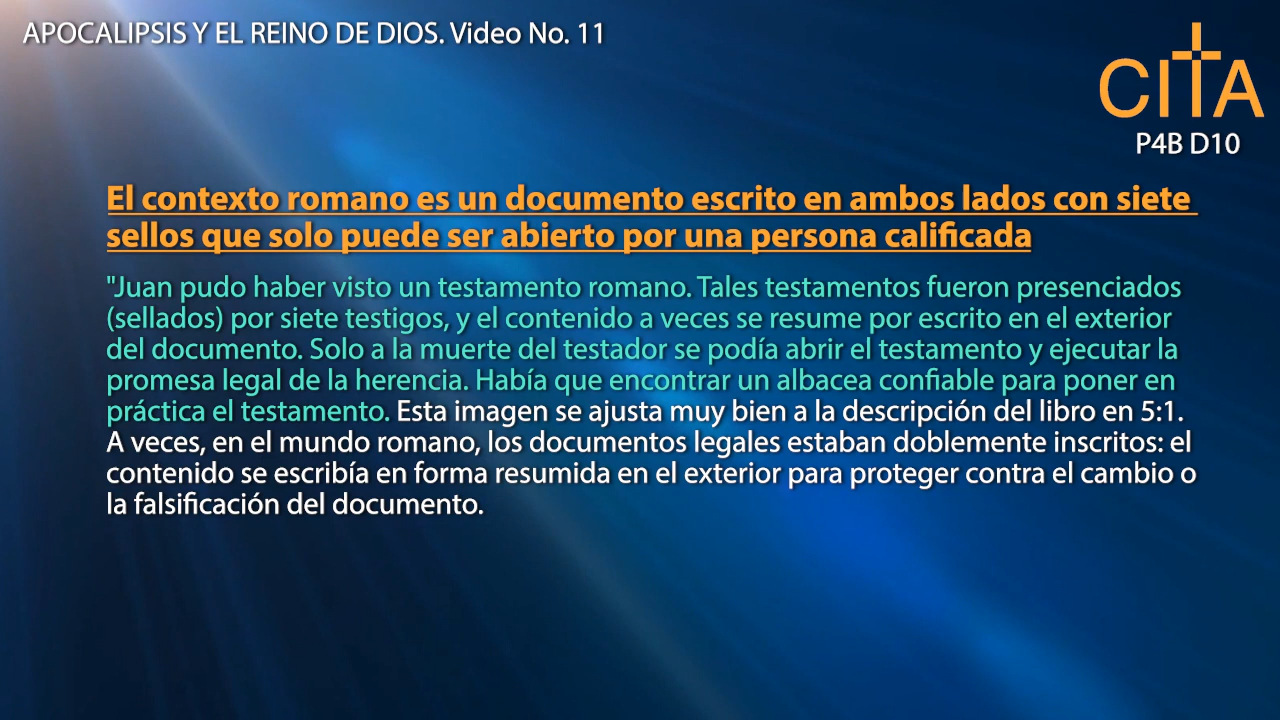 APOCALIPSIS Y EL REINO DE DIOS. Video No. 11
CITA
P4B D10
El contexto romano es un documento escrito en ambos lados con siete
sellos que solo puede ser abierto por una persona calificada
"Juan pudo haber visto un testamento romano. Tales testamentos fueron presenciados
(sellados) por siete testigos, y el contenido a veces se resume por escrito en el exterior
del documento. Solo a la muerte del testador se podía abrir el testamento y ejecutar la
promesa legal de la herencia. Había que encontrar un albacea confiable para poner en
práctica el testamento. Esta imagen se ajusta muy bien a la descripción del libro en 5:1.
A veces, en el mundo romano, los documentos legales estaban doblemente inscritos: el
contenido se escribía en forma resumida en el exterior para proteger contra el cambio o
la falsificación del documento.